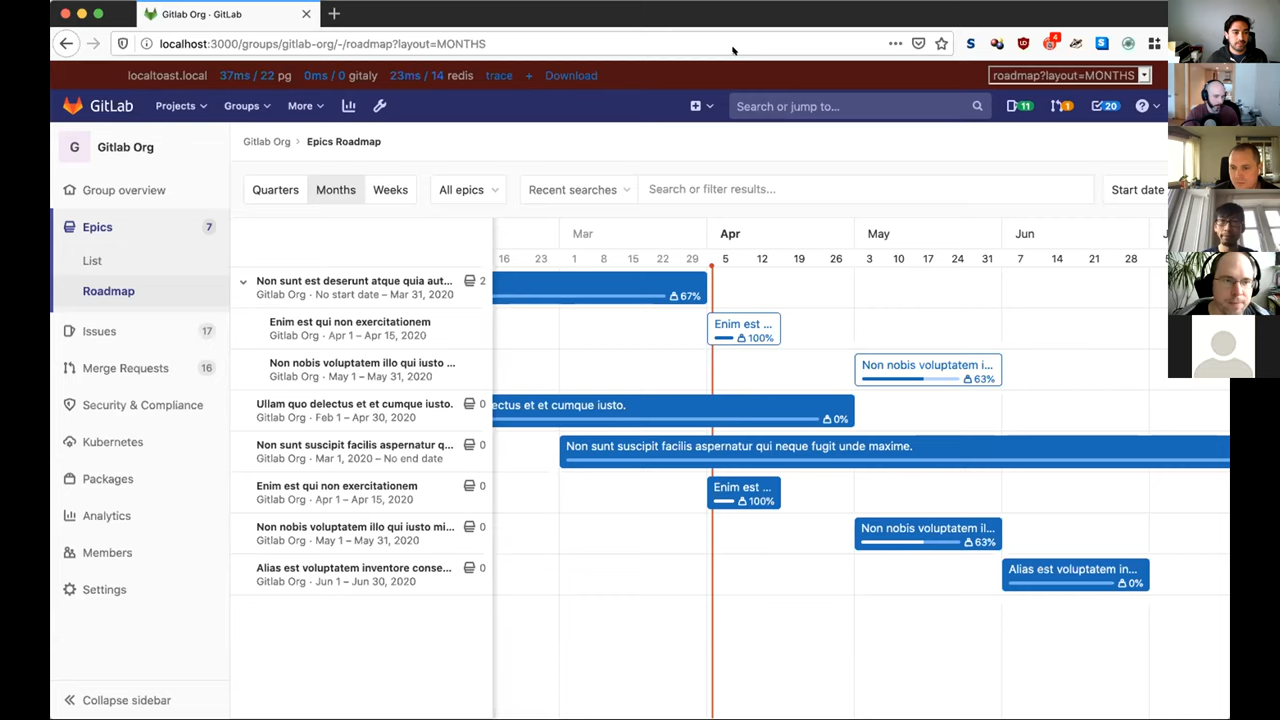 Gitlab Org · GitLab
localhost:3000/groups/gitlab-org/-/roadmap?layout=MONTHS
4
localtoast.local 37ms / 22 pg 0ms / 0 gitaly 23ms / 14 redis trace + Download roadmap?layout=MONTHS
GitLab Projects Groups More Search or jump to... 11 1 20
G Gitlab Org
Gitlab Org › Epics Roadmap
Group overview
Quarters Months Weeks All epics Recent searches Search or filter results... Start date
Epics 7
List
Roadmap
Issues 17
Merge Requests 16
Security & Compliance
Kubernetes
Packages
Analytics
Members
Settings
Collapse sidebar
Mar Apr May Jun
16 23 1 8 15 22 29 5 12 19 26 3 10 17 24 31 7 14 21 28
Non sunt est deserunt atque quia aut... 2
Gitlab Org · No start date – Mar 31, 2020
67%
Enim est qui non exercitationem
Gitlab Org · Apr 1 – Apr 15, 2020
Enim est ...
100%
Non nobis voluptatem illo qui iusto ...
Gitlab Org · May 1 – May 31, 2020
Non nobis voluptatem i...
63%
Ullam quo delectus et et cumque iusto. 0
Gitlab Org · Feb 1 – Apr 30, 2020
ectus et et cumque iusto.
0%
Non sunt suscipit facilis aspernatur q... 0
Gitlab Org · Mar 1, 2020 – No end date
Non sunt suscipit facilis aspernatur qui neque fugit unde maxime.
Enim est qui non exercitationem 0
Gitlab Org · Apr 1 – Apr 15, 2020
Enim est ...
100%
Non nobis voluptatem illo qui iusto mi... 0
Gitlab Org · May 1 – May 31, 2020
Non nobis voluptatem il...
63%
Alias est voluptatem inventore conse... 0
Gitlab Org · Jun 1 – Jun 30, 2020
Alias est voluptatem in...
0%